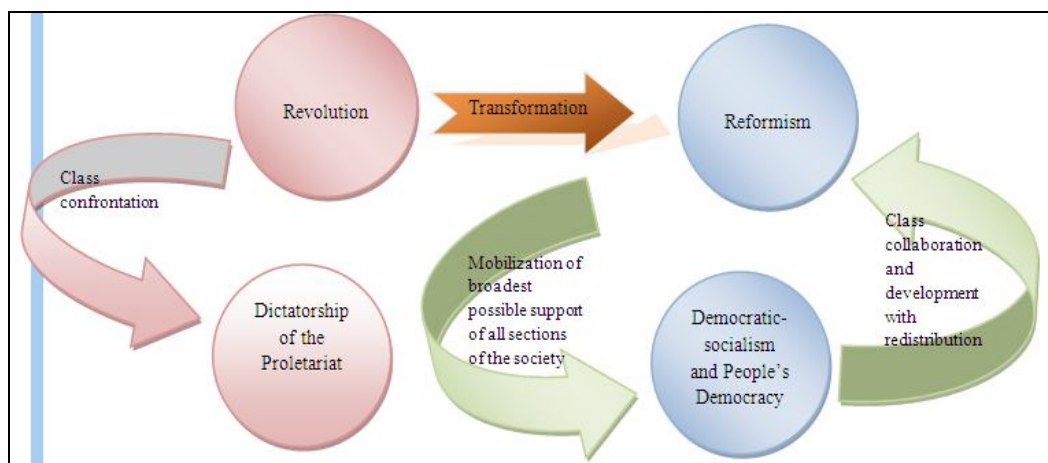 Revolution
Transformation
Reformism
Class
confrontation
Dictatorship
of the
Proletariat
Mobilization of
broadest
possible support
of all sections
of the society
Democratic-
socialism
and People's
Democracy
Class
collaboration
and
development
with
redistribution